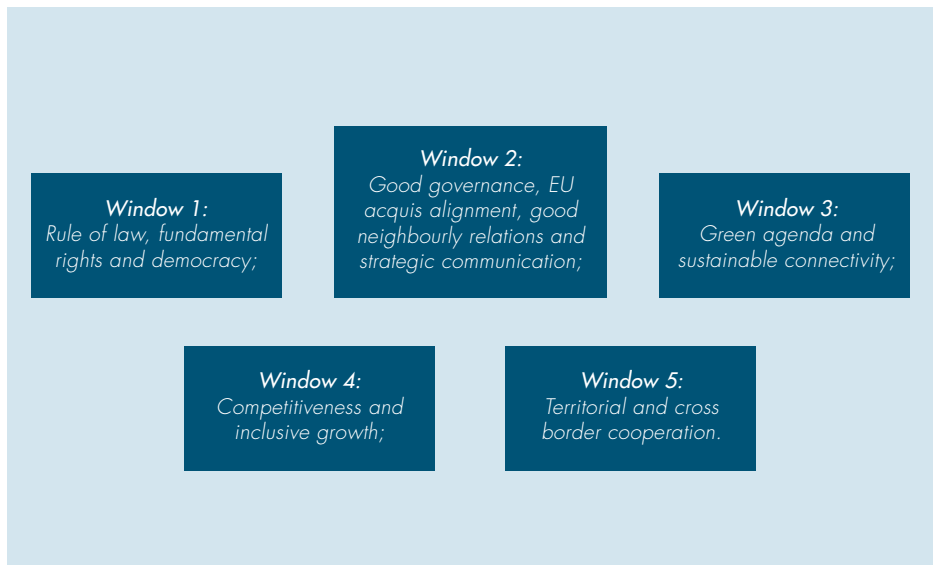 Window 1:
Rule of law, fundamental
rights and democracy;
Window 2:
Good governance, EU
acquis alignment, good
neighbourly relations and
strategic communication;
Window 3:
Green agenda and
sustainable connectivity;
Window 4:
Competitiveness and
inclusive growth;
Window 5:
Territorial and cross
border cooperation.